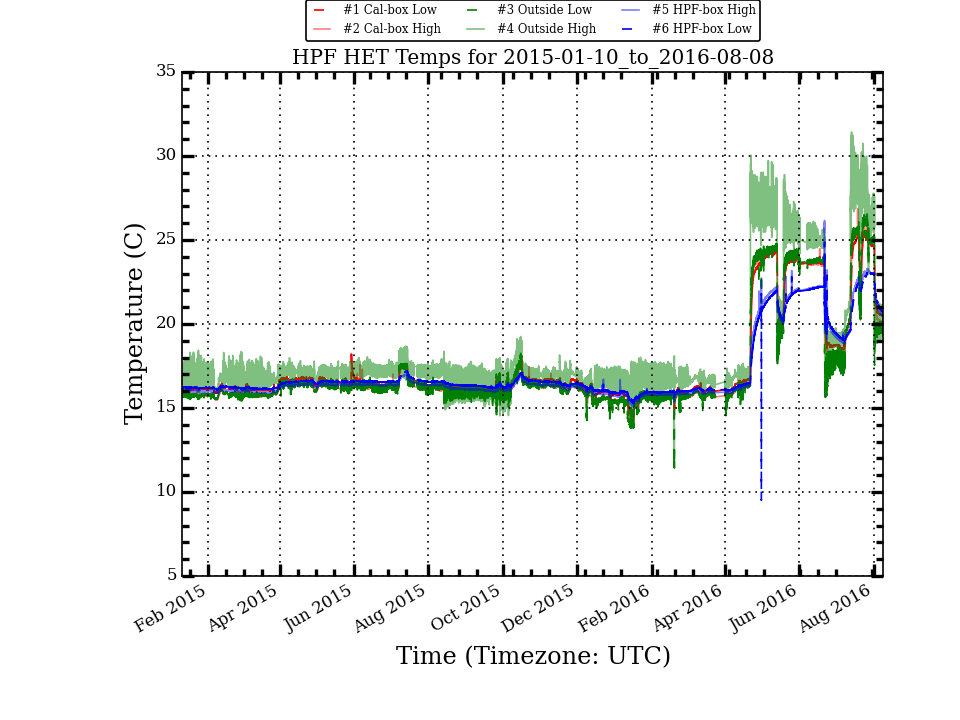 #1 Cal-box Low #3 Outside Low #5 HPF-box High
#2 Cal-box High #4 Outside High #6 HPF-box Low
HPF HET Temps for 2015-01-10_to_2016-08-08
35
30
25
20
15
10
5
Temperature (C)
Feb 2015 Apr 2015 Jun 2015 Aug 2015 Oct 2015 Dec 2015 Feb 2016 Apr 2016 Jun 2016 Aug 2016
Time (Timezone: UTC)